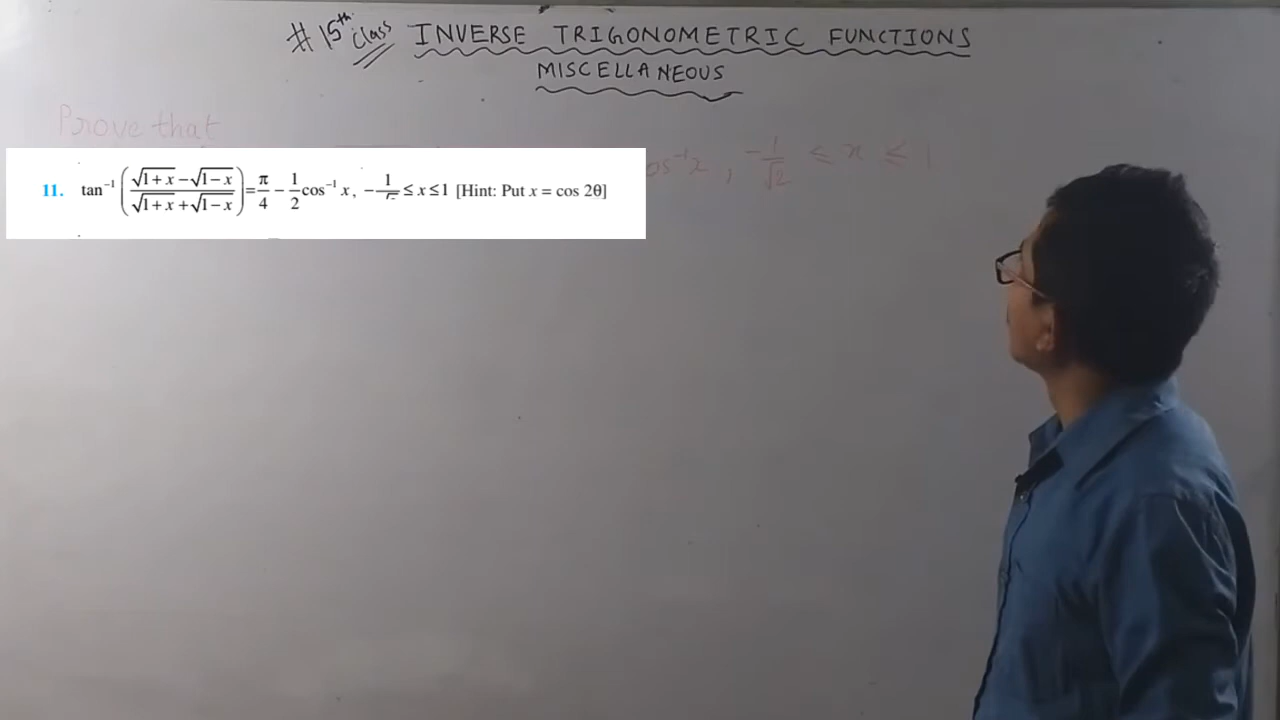 # 15th class INVERSE TRIGONOMETRIC FUNCTIONS
MISCELLANEOUS
Prove that
os⁻¹x, -1/√2 ≤ x ≤ 1
11. tan⁻¹ ((√1+x − √1−x)/(√1+x + √1−x)) = π/4 − 1/2 cos⁻¹ x, − 1/ ≤ x ≤ 1 [Hint: Put x = cos 2θ]